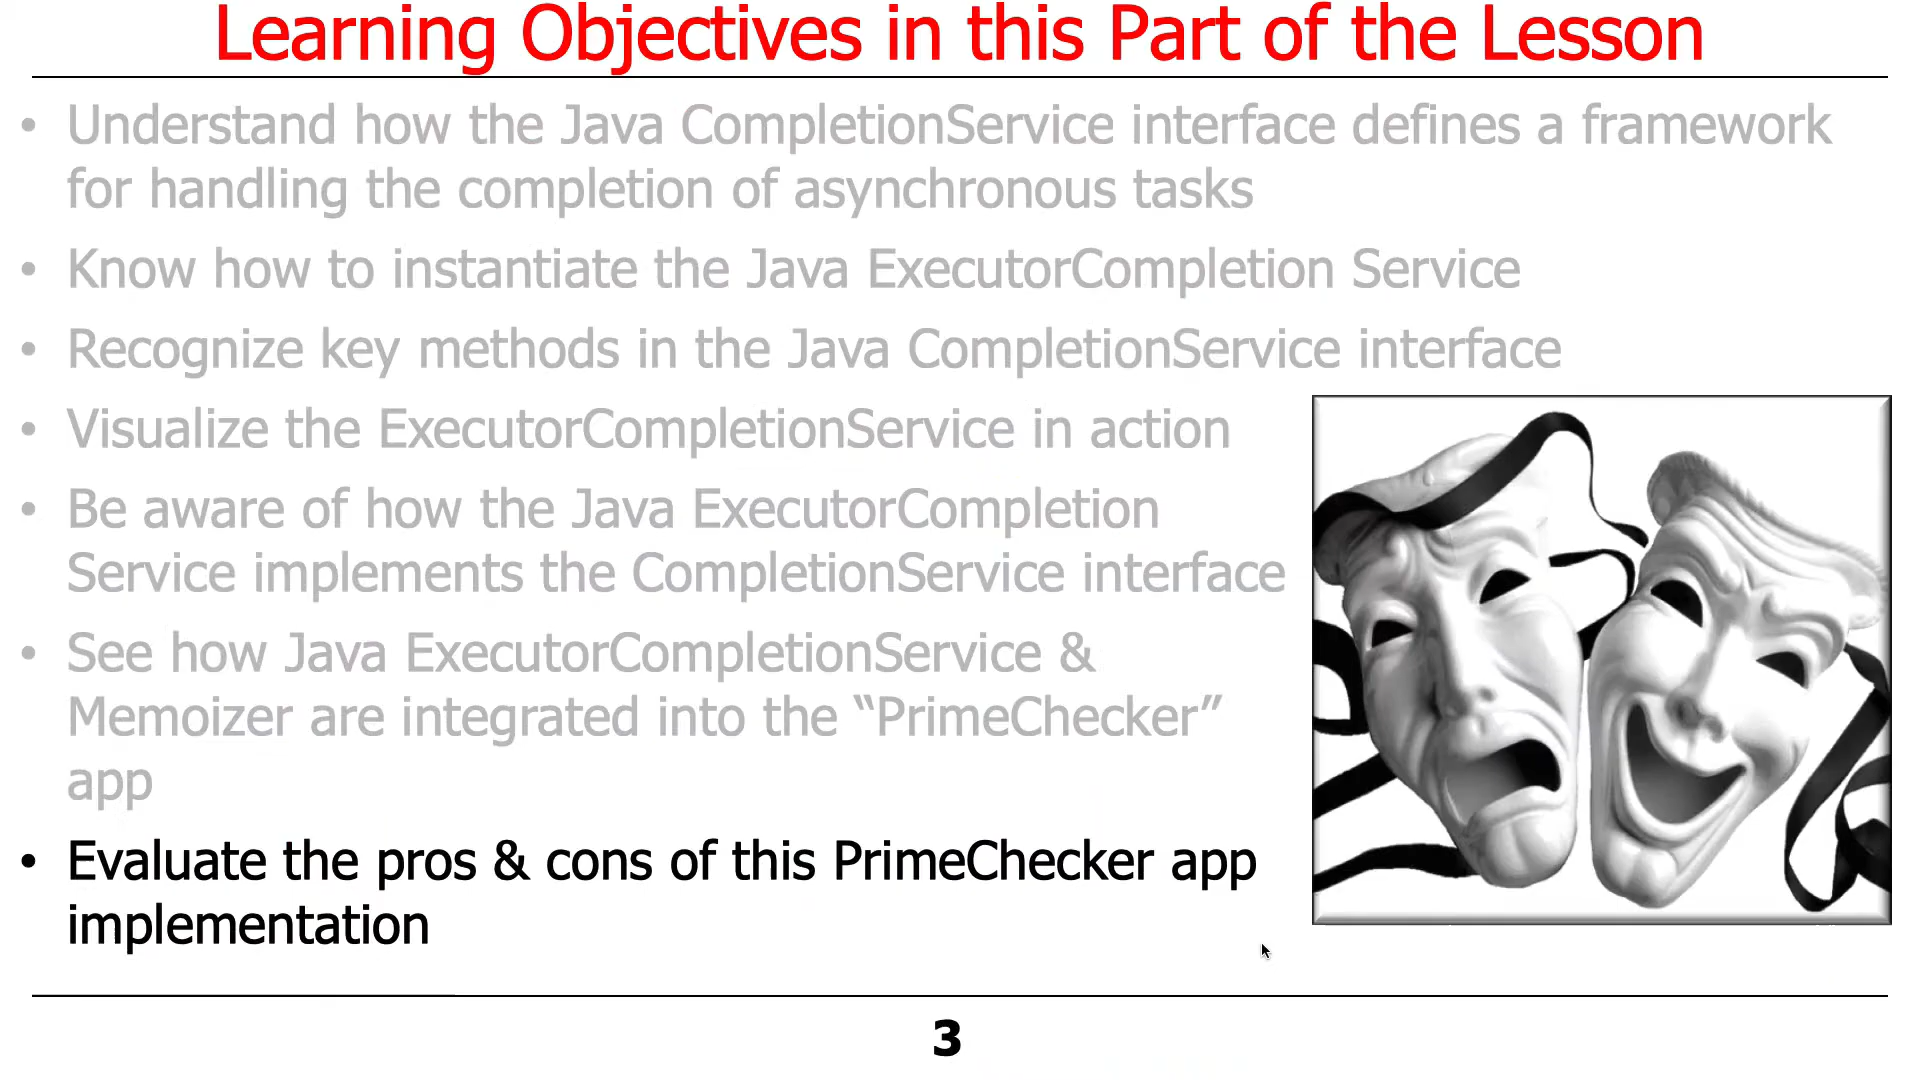 Learning Objectives in this Part of the Lesson
• Understand how the Java CompletionService interface defines a framework
for handling the completion of asynchronous tasks
• Know how to instantiate the Java ExecutorCompletion Service
• Recognize key methods in the Java CompletionService interface
• Visualize the ExecutorCompletionService in action
• Be aware of how the Java ExecutorCompletion
Service implements the CompletionService interface
• See how Java ExecutorCompletionService &
Memoizer are integrated into the “PrimeChecker”
app
• Evaluate the pros & cons of this PrimeChecker app
implementation
3